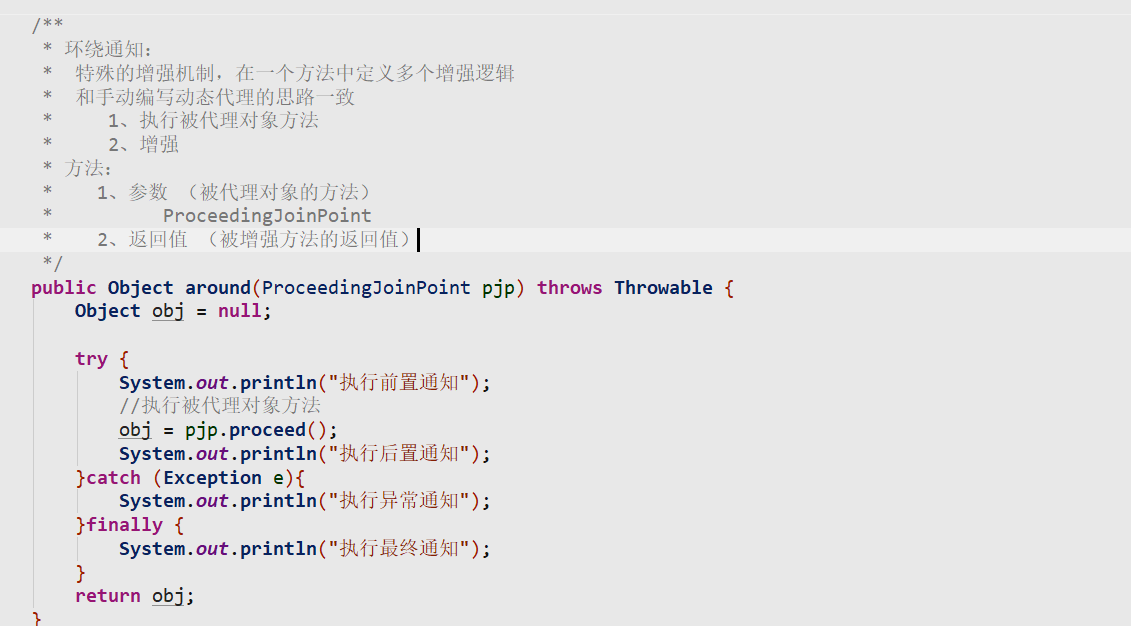 /**
 * 环绕通知：
 *  特殊的增强机制，在一个方法中定义多个增强逻辑
 *  和手动编写动态代理的思路一致
 *     1、执行被代理对象方法
 *     2、增强
 * 方法：
 *    1、参数 （被代理对象的方法）
 *          ProceedingJoinPoint
 *    2、返回值 （被增强方法的返回值）
 */
public Object around(ProceedingJoinPoint pjp) throws Throwable {
    Object obj = null;
    try {
        System.out.println("执行前置通知");
        //执行被代理对象方法
        obj = pjp.proceed();
        System.out.println("执行后置通知");
    }catch (Exception e){
        System.out.println("执行异常通知");
    }finally {
        System.out.println("执行最终通知");
    }
    return obj;
}